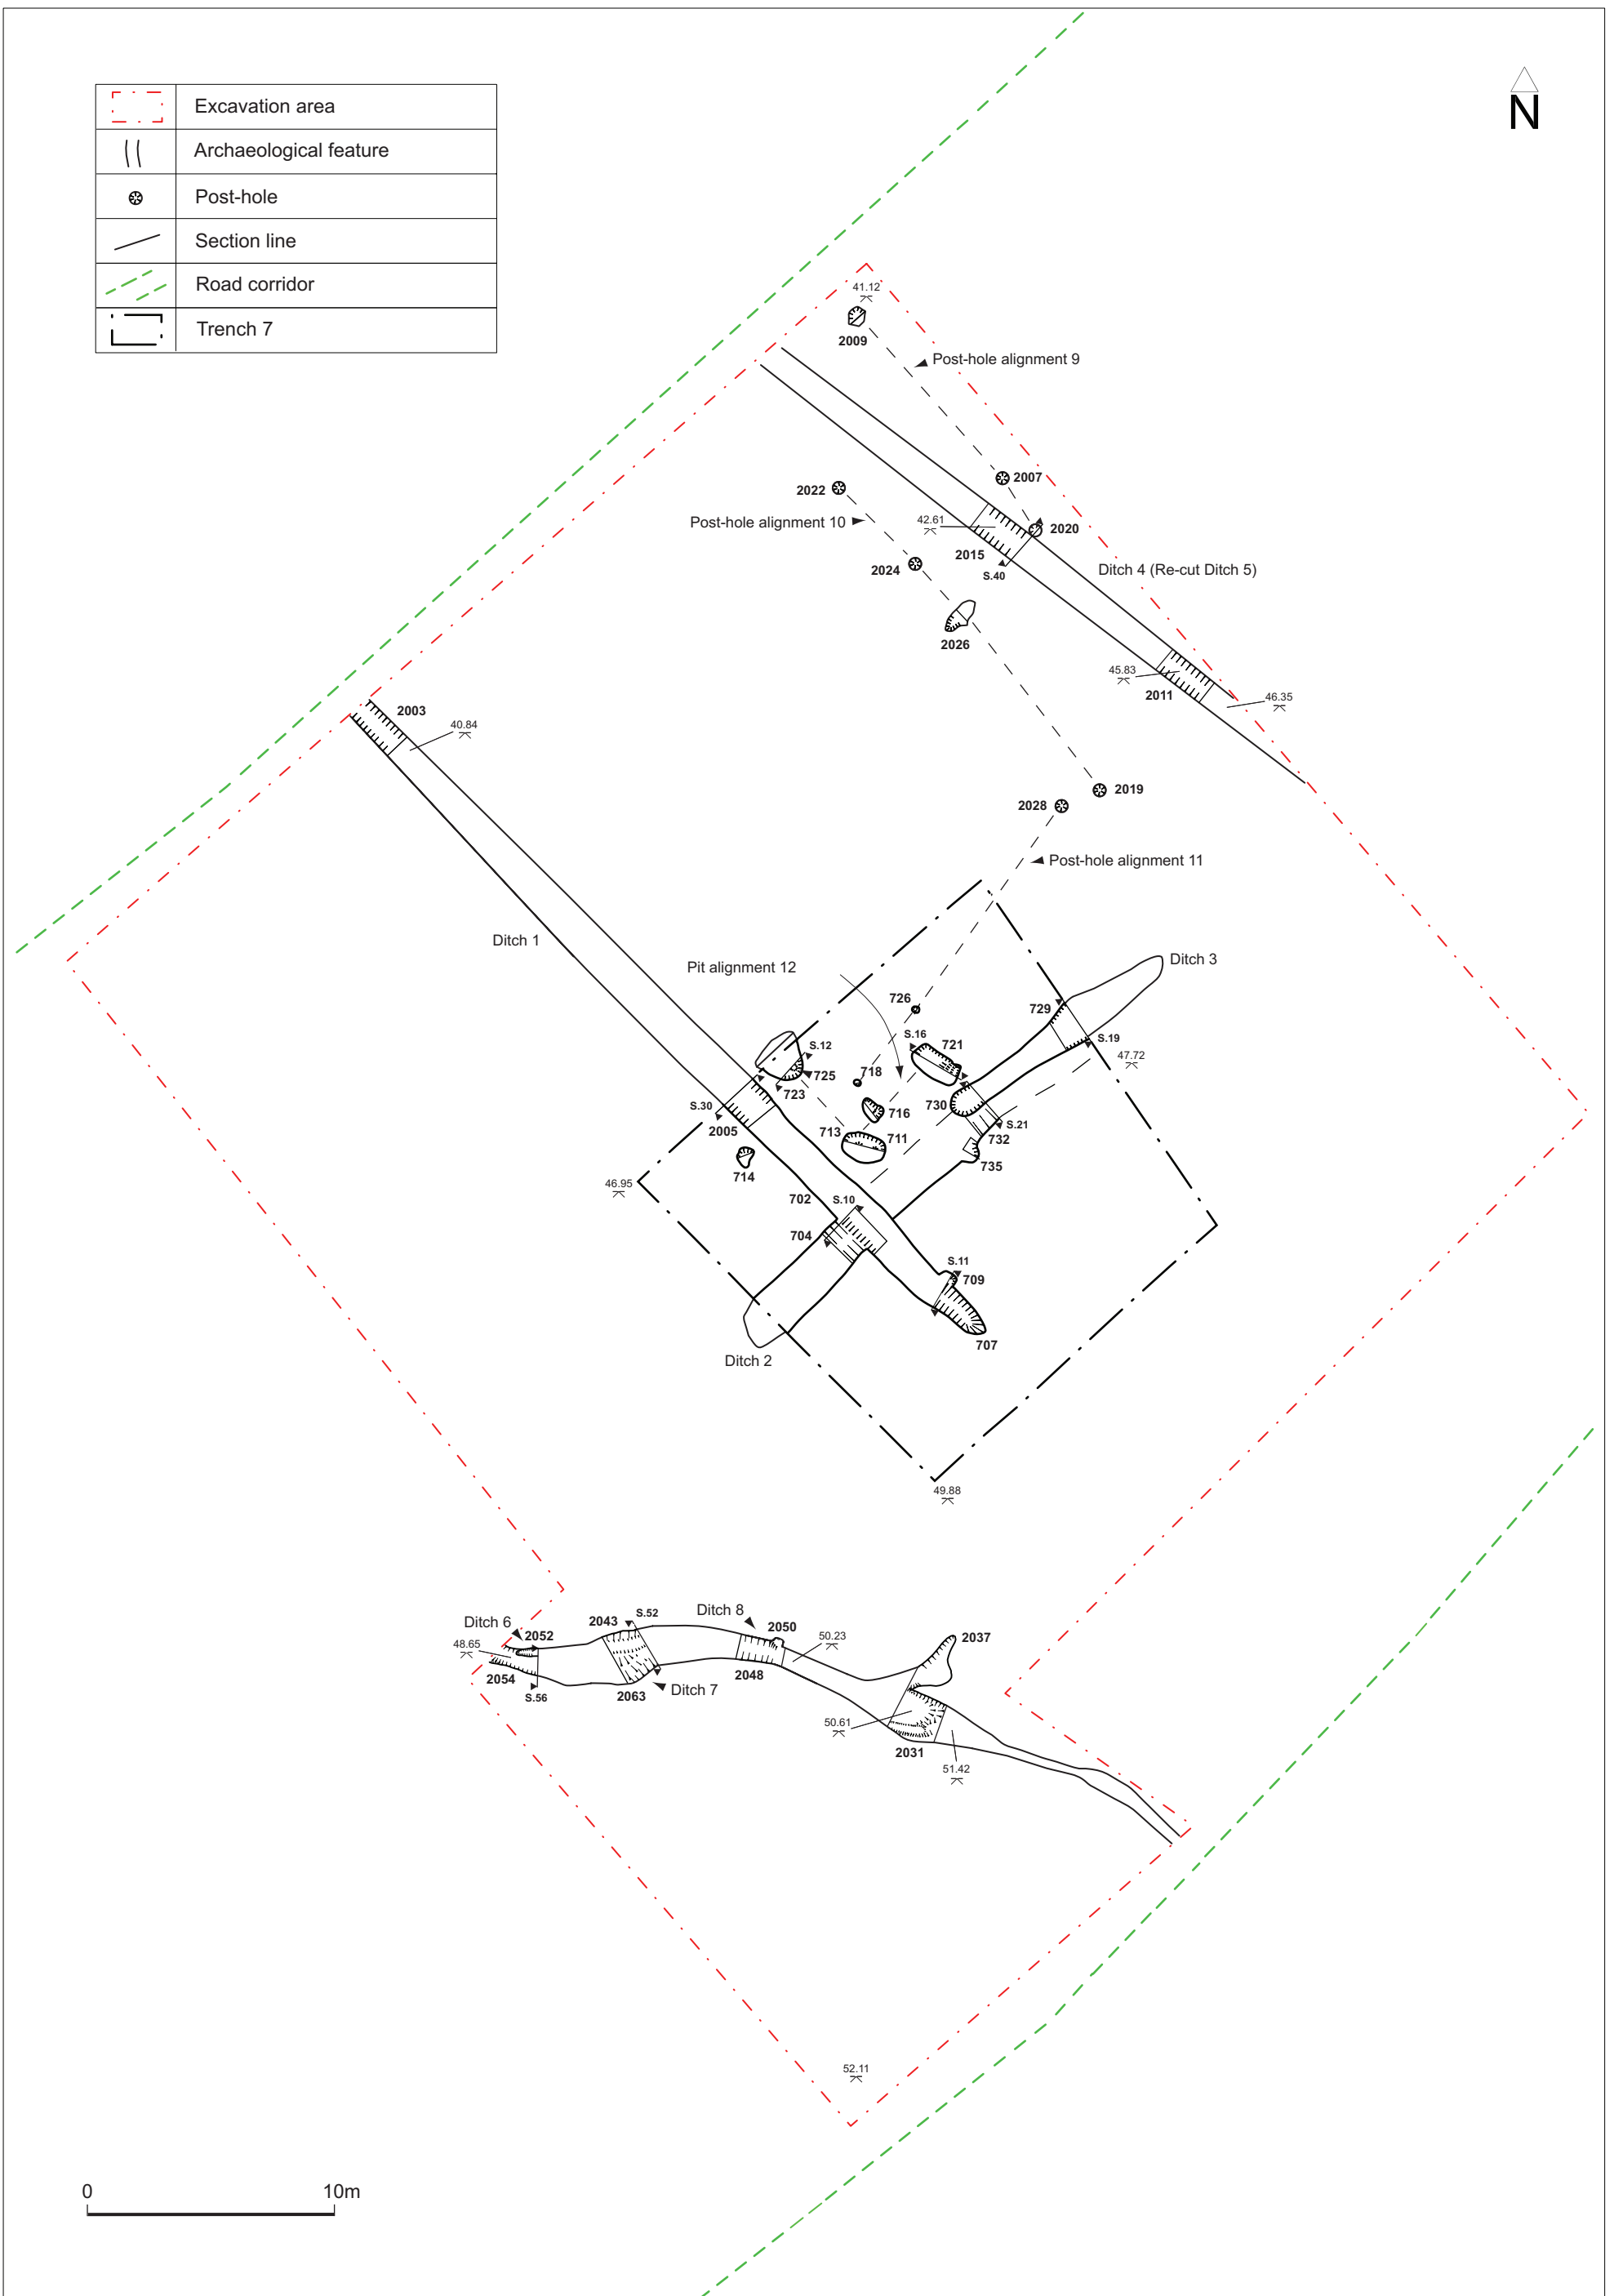 Excavation area
Archaeological feature
Post-hole
Section line
Road corridor
Trench 7
N
41.12
2009
Post-hole alignment 9
2007
2022
Post-hole alignment 10
42.61
2020
2015
S.40
2024
Ditch 4 (Re-cut Ditch 5)
2026
45.83
2011
46.35
2003
40.84
2019
2028
Post-hole alignment 11
Ditch 1
Pit alignment 12
Ditch 3
726
729
S.16
721
S.12
S.19
47.72
725
718
723
730
716
S.30
2005
713
711
S.21
732
735
714
46.95
702
S.10
704
S.11
709
707
Ditch 2
49.88
Ditch 6
2052
2043
S.52
Ditch 8
2050
50.23
2037
48.65
2054
S.56
2063
Ditch 7
2048
50.61
2031
51.42
52.11
0
10m